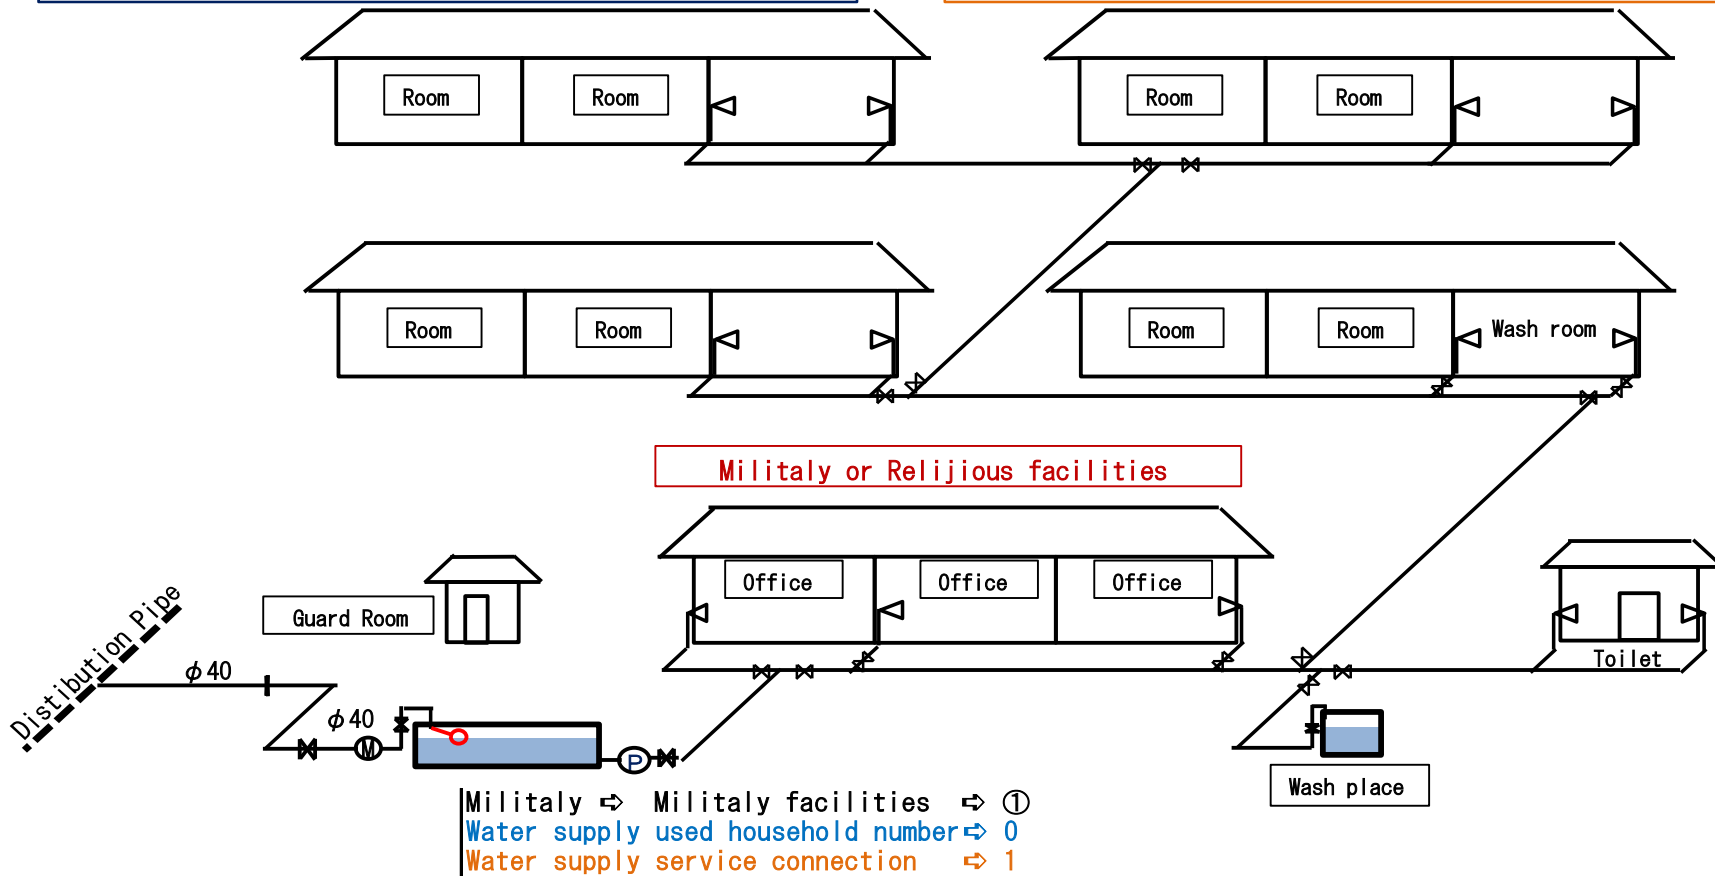 Room
Room
Room
Room
Room
Room
Room
Room
Wash room
Militaly or Relijious facilities
Office
Office
Office
Guard Room
Distibution Pipe
Toilet
φ40
φ40
M
P
Wash place
Militaly ⇨ Militaly facilities ⇨ ①
Water supply used household number⇨ 0
Water supply service connection ⇨ 1